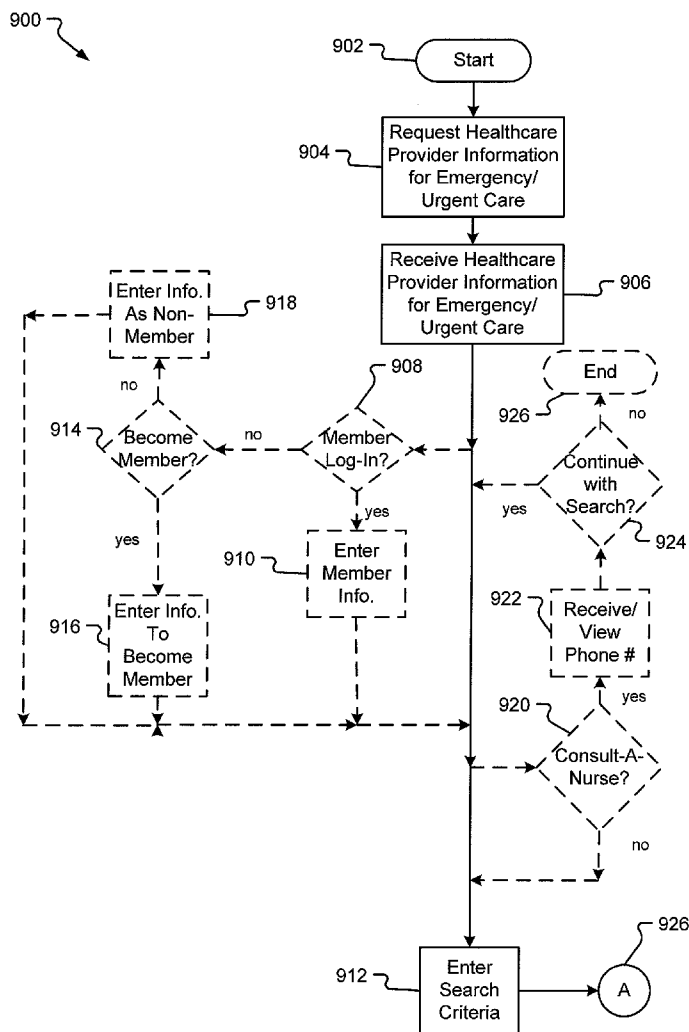 900
902
Start
904
Request Healthcare
Provider Information
for Emergency/
Urgent Care
Receive Healthcare
Provider Information
for Emergency/
Urgent Care
906
Enter Info.
As Non-
Member
918
908
End
926
no
no
914
Become
Member?
no
Member
Log-In?
Continue
with
Search?
yes
924
yes
yes
910
Enter
Member
Info.
916
Enter Info.
To
Become
Member
922
Receive/
View
Phone #
920
yes
Consult-A-
Nurse?
no
912
Enter
Search
Criteria
926
A